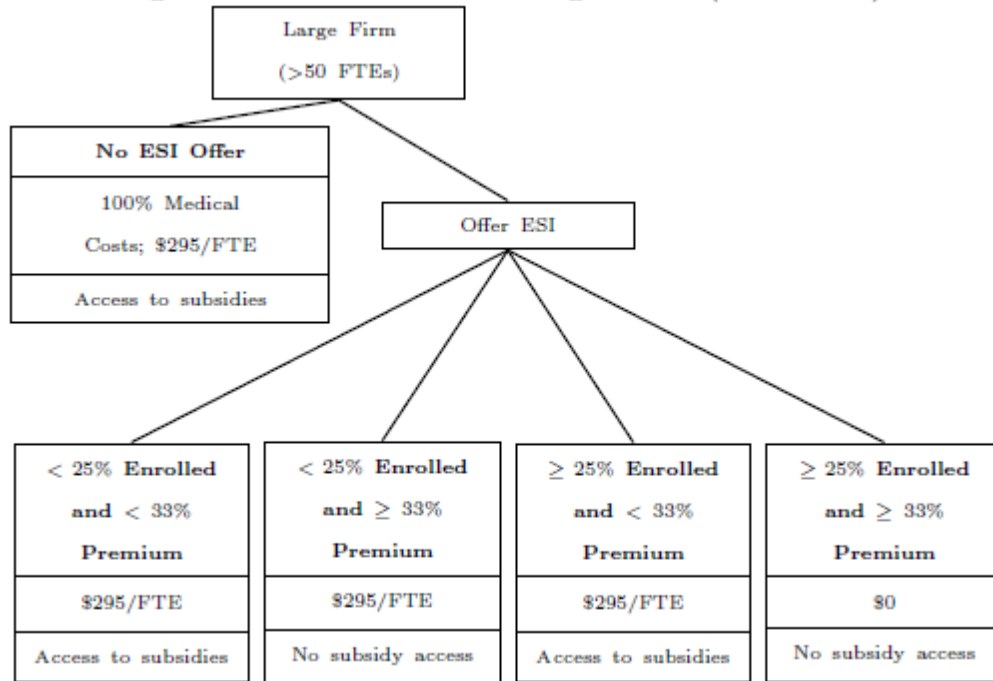 Large Firm
(>50 FTEs)
No ESI Offer
100% Medical
Costs; $295/FTE
Access to subsidies
Offer ESI
< 25% Enrolled
and < 33%
Premium
$295/FTE
Access to subsidies
< 25% Enrolled
and ≥ 33%
Premium
$295/FTE
No subsidy access
≥ 25% Enrolled
and < 33%
Premium
$295/FTE
Access to subsidies
≥ 25% Enrolled
and ≥ 33%
Premium
$0
No subsidy access